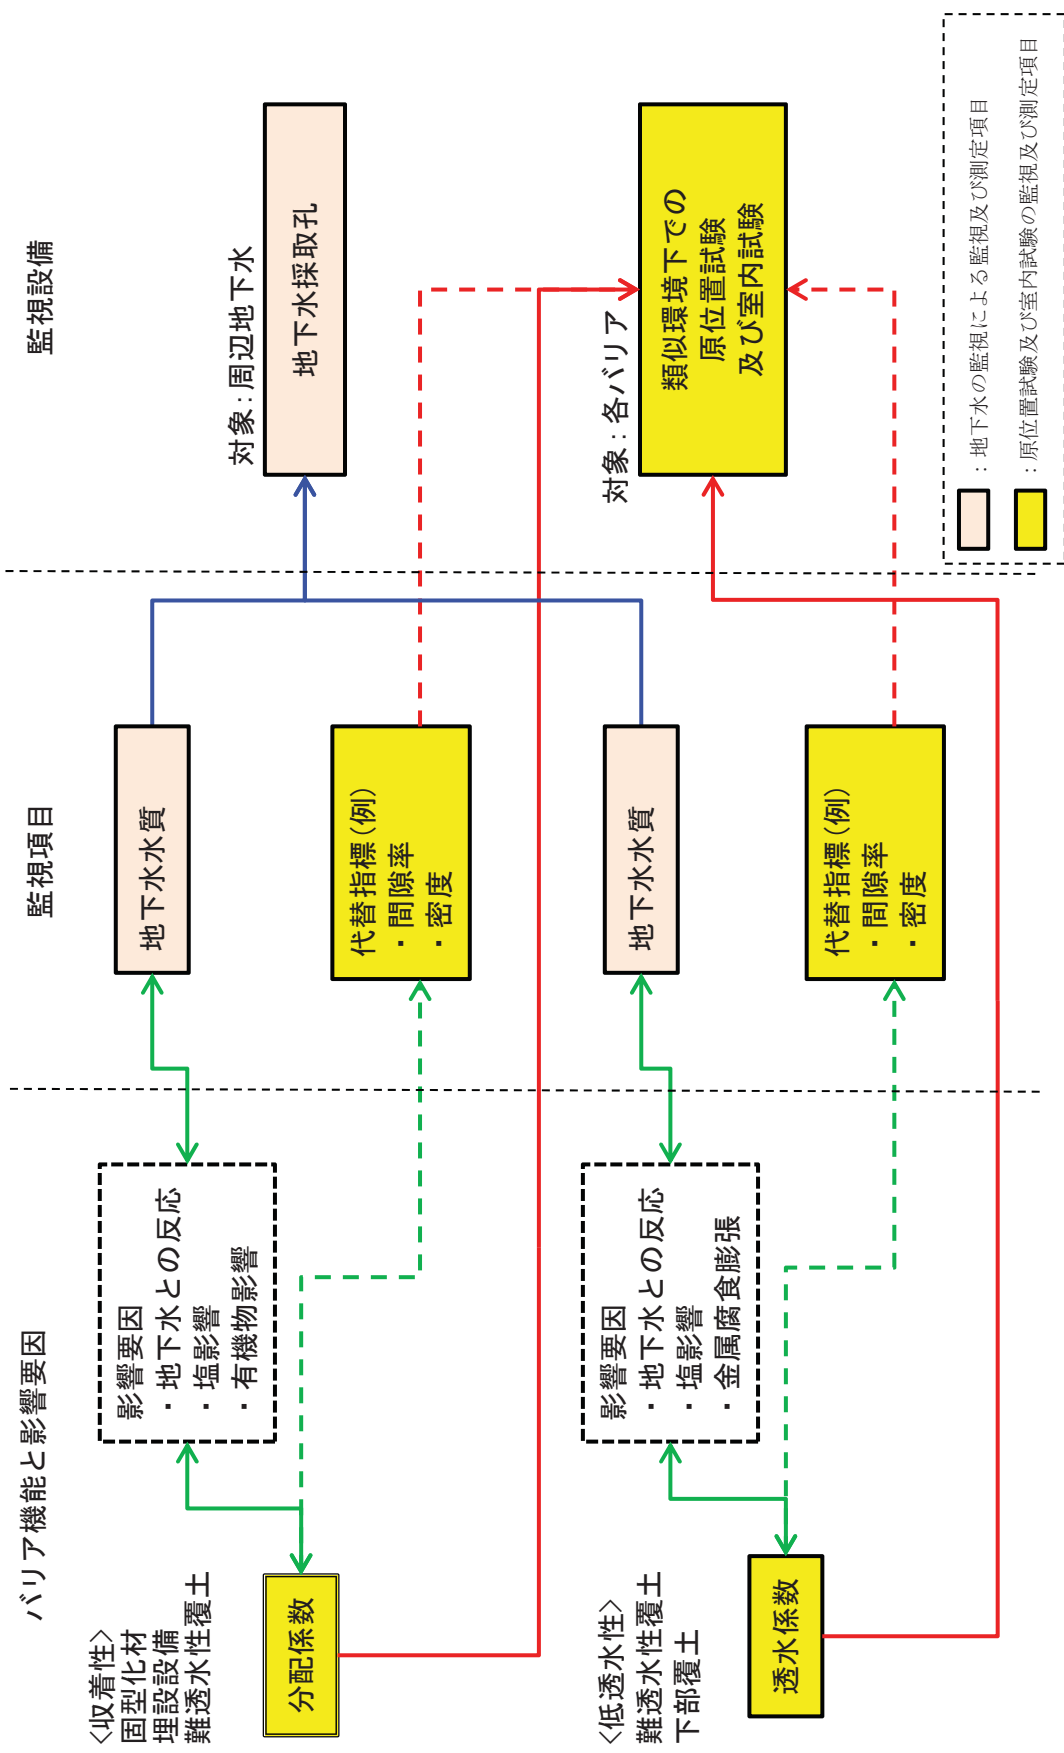 バリア機能と影響要因
監視項目
監視設備
<収着性>
固型化材
埋設設備
難透水性覆土
分配係数
影響要因
・地下水との反応
・塩影響
・有機物影響
地下水水質
代替指標(例)
・間隙率
・密度
対象：周辺地下水
地下水採取孔
<低透水性>
難透水性覆土
下部覆土
透水係数
影響要因
・地下水との反応
・塩影響
・金属腐食膨張
地下水水質
代替指標(例)
・間隙率
・密度
対象：各バリア
類似環境下での
原位置試験
及び室内試験
：地下水の監視による監視及び測定項目
：原位置試験及び室内試験の監視及び測定項目